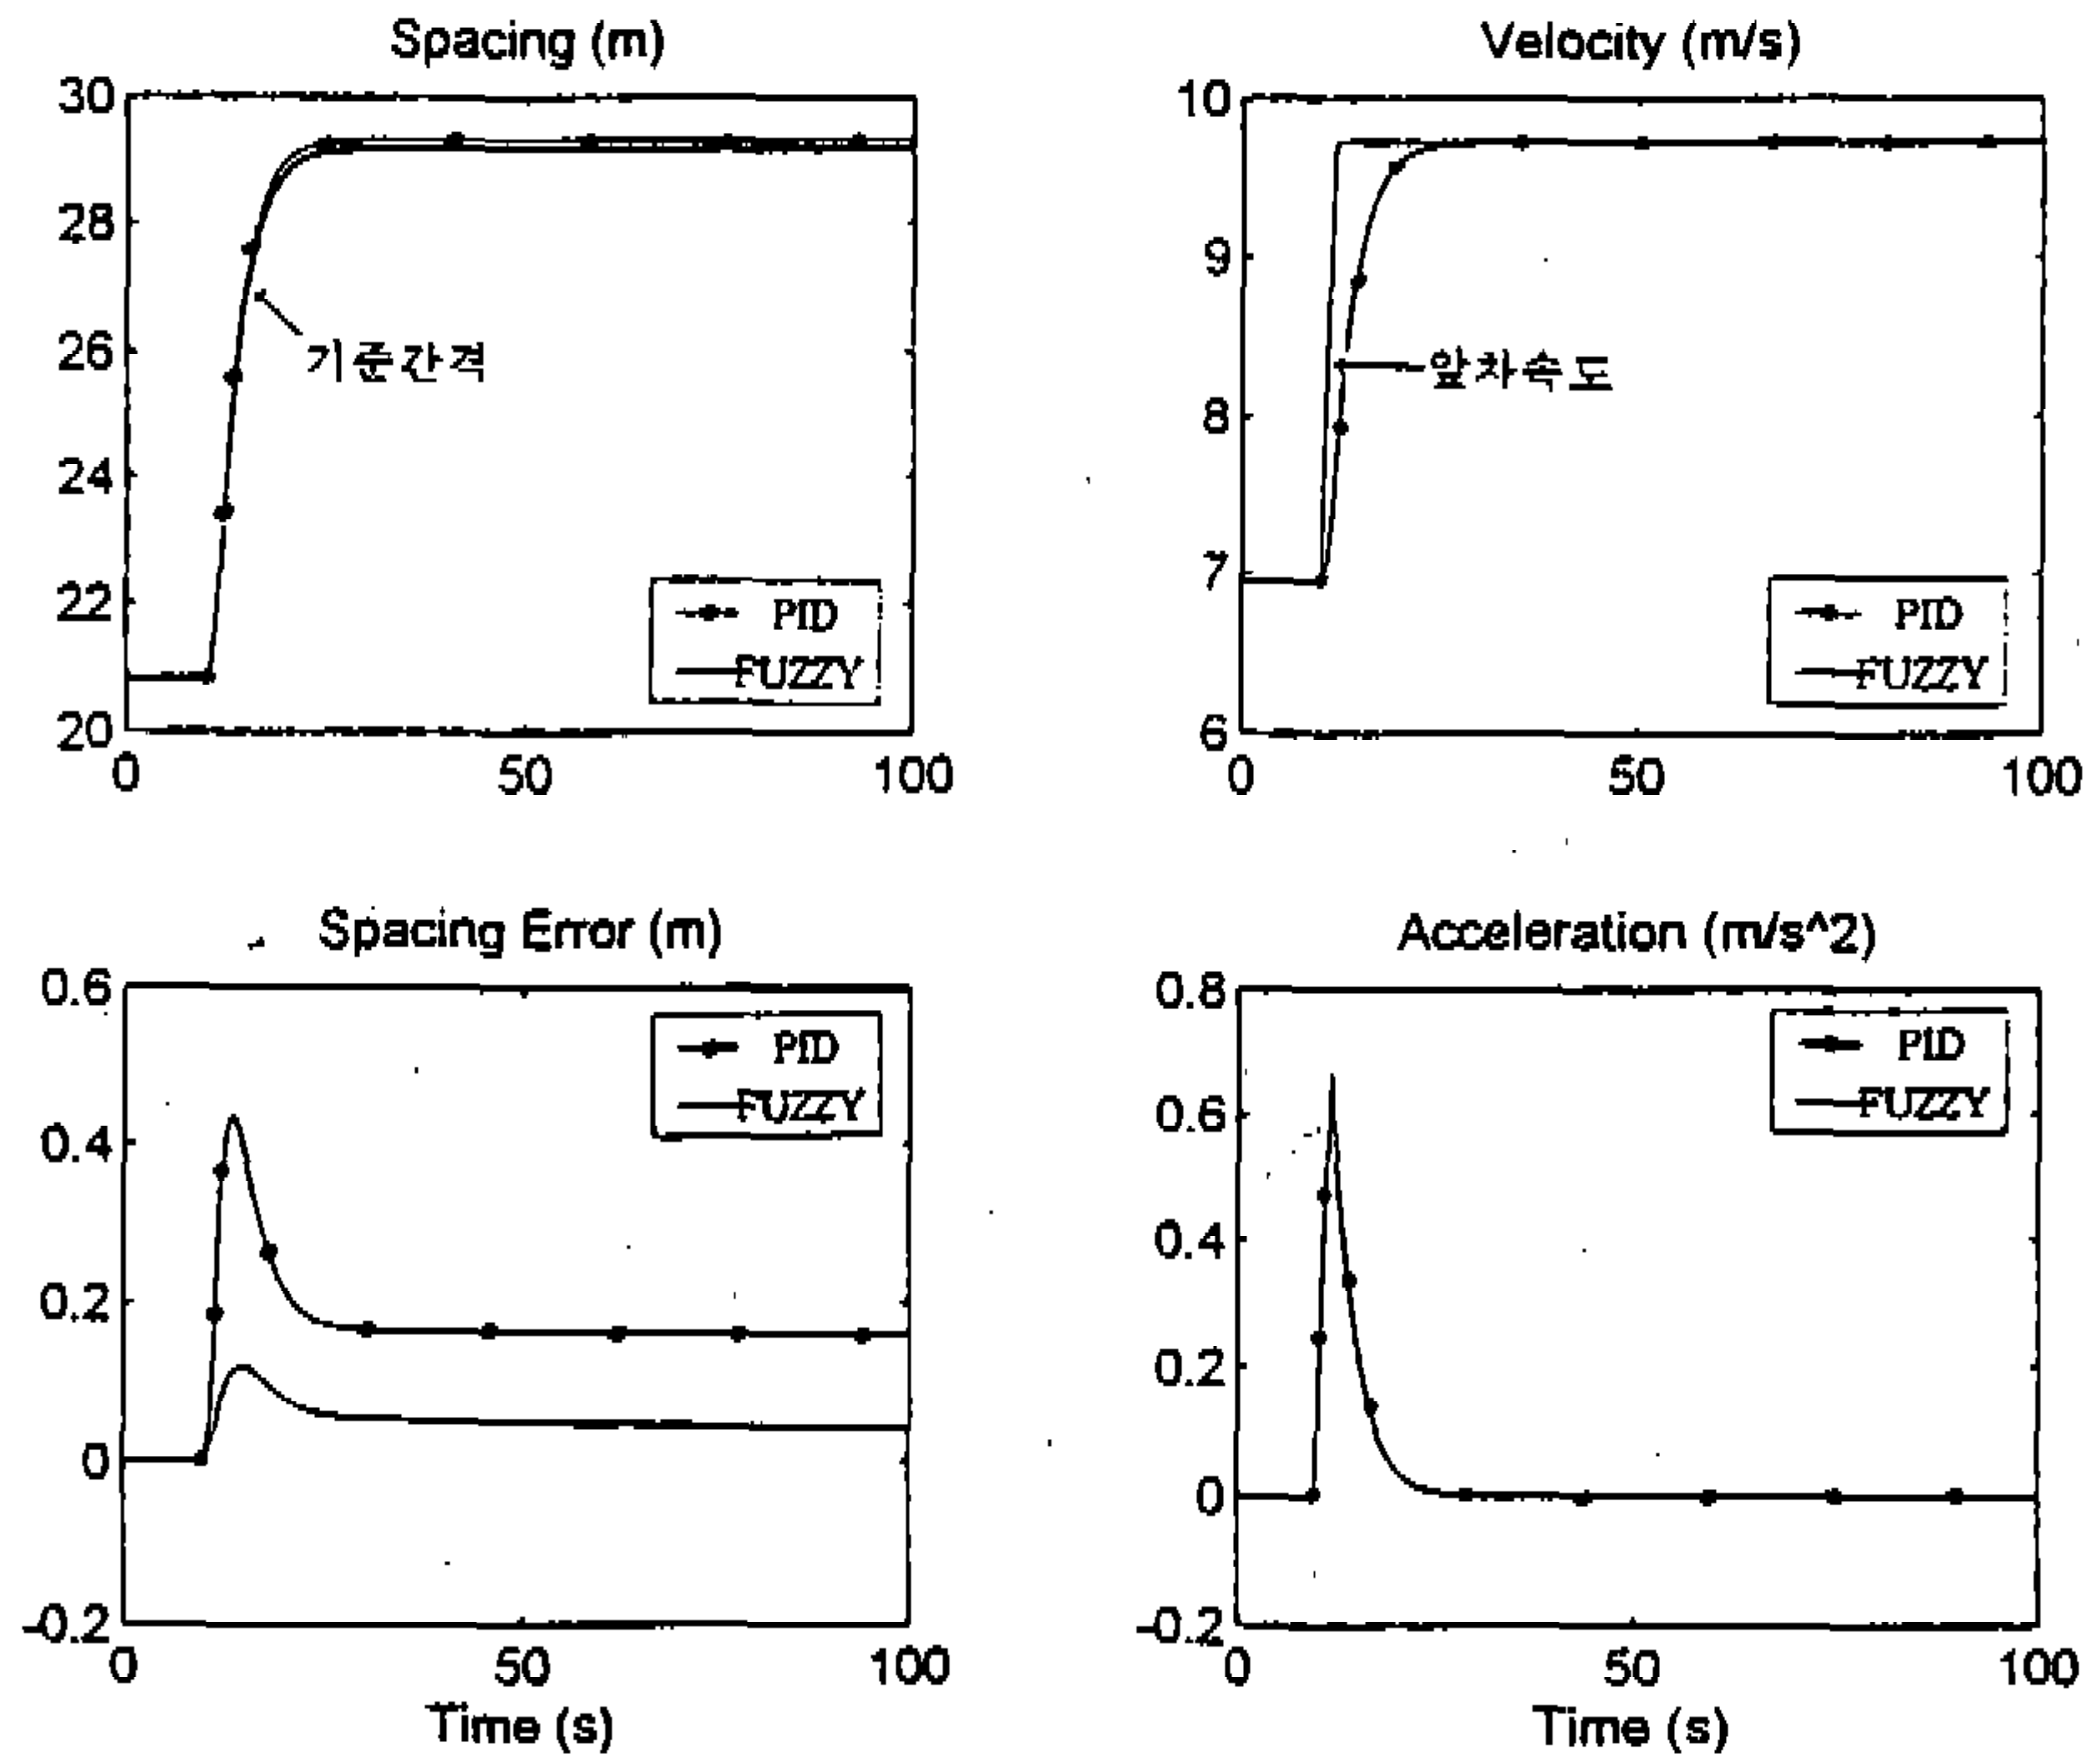 Spacing (m)
30
28
26
24
22
20
0
50
100
기준간격
PID
FUZZY
Velocity (m/s)
10
9
8
7
6
0
50
100
앞차속도
PID
FUZZY
Spacing Error (m)
0.6
0.4
0.2
0
-0.2
0
50
100
Time (s)
PID
FUZZY
Acceleration (m/s^2)
0.8
0.6
0.4
0.2
0
-0.2
0
50
100
Time (s)
PID
FUZZY